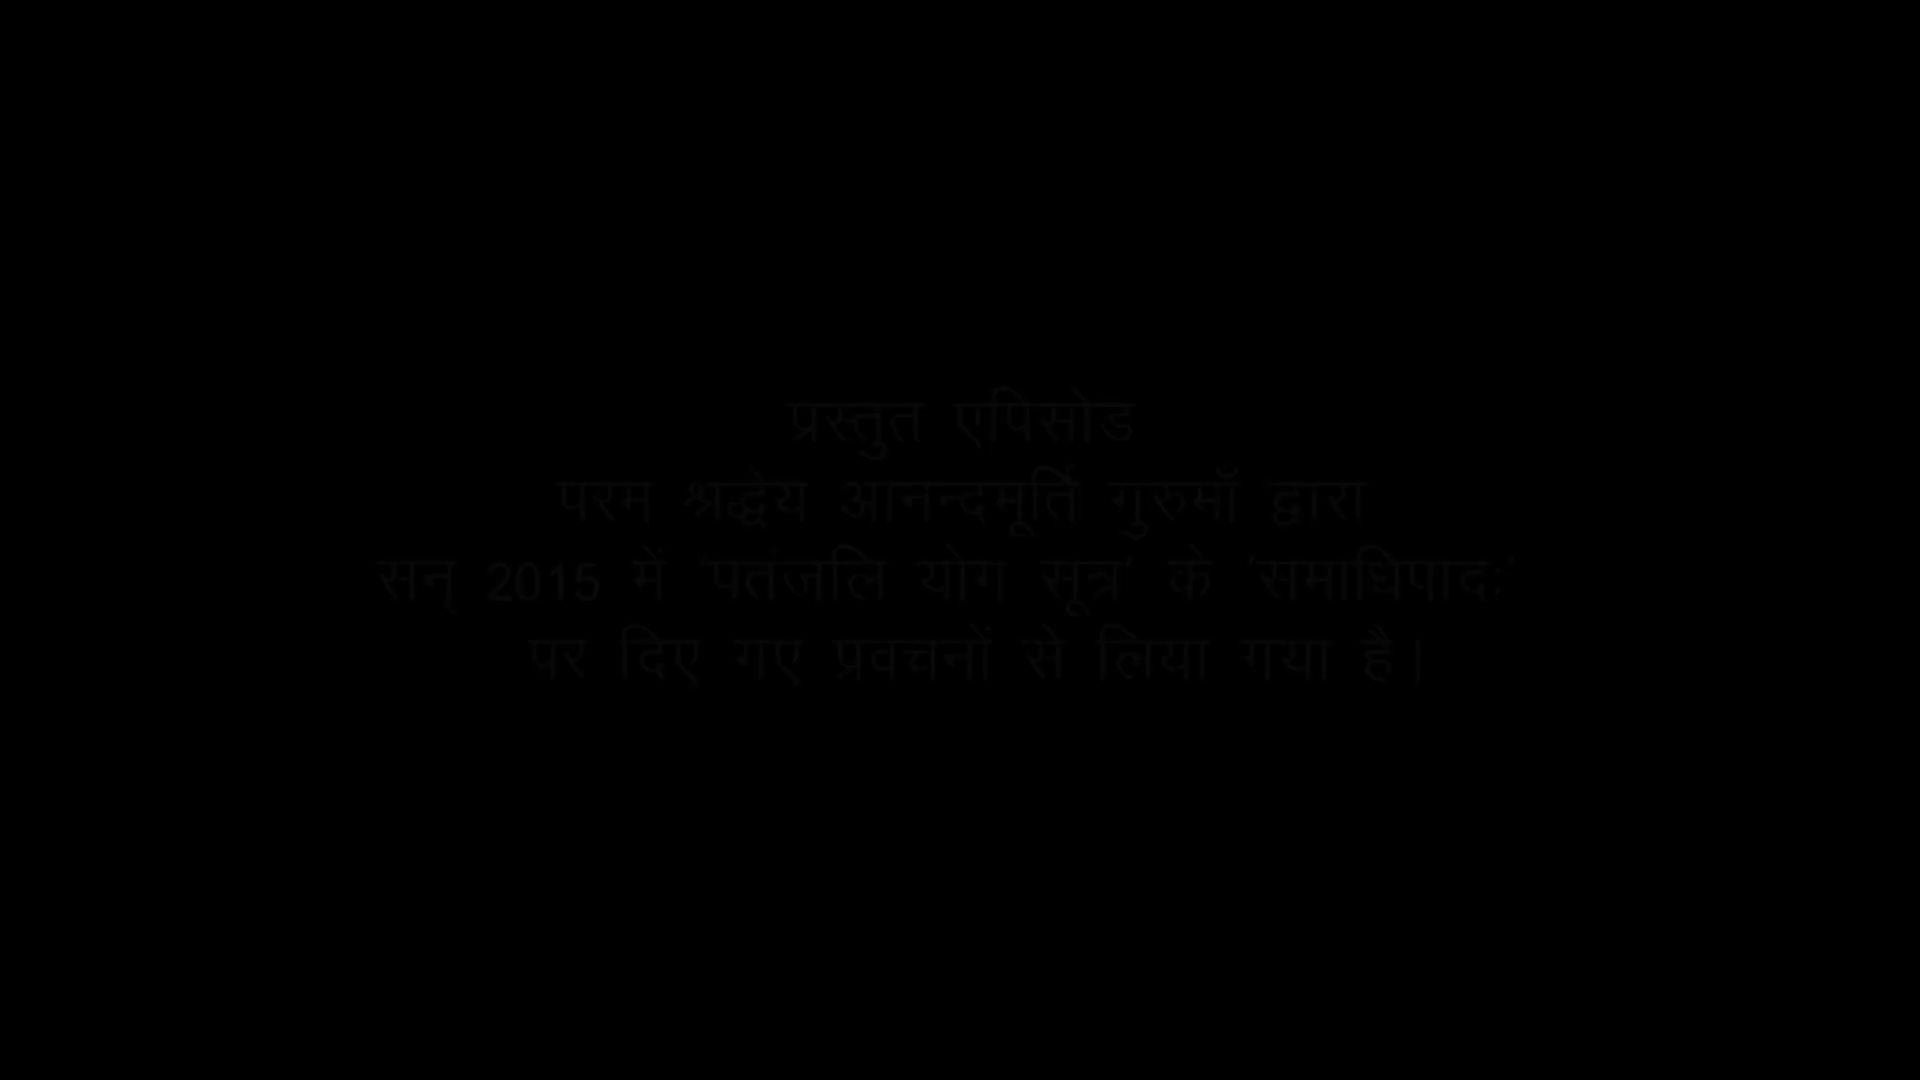 प्रस्तुत एपिसोड
परम श्रद्धेय आनन्दमूर्ति गुरुमाँ द्वारा
सन् 2015 में 'पतंजलि योग सूत्र' के 'समाधिपादः'
पर दिए गए प्रवचनों से लिया गया है।